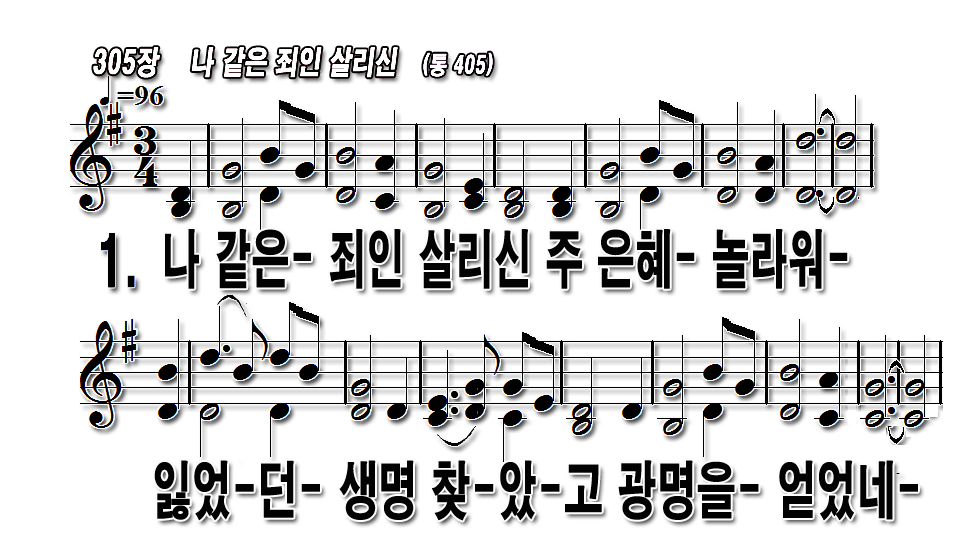 305장 나 같은 죄인 살리신 (통 405)
=96
3
4
1. 나 같은- 죄인 살리신 주 은혜- 놀라워-
잃었-던- 생명 찾-았-고 광명을- 얻었네-